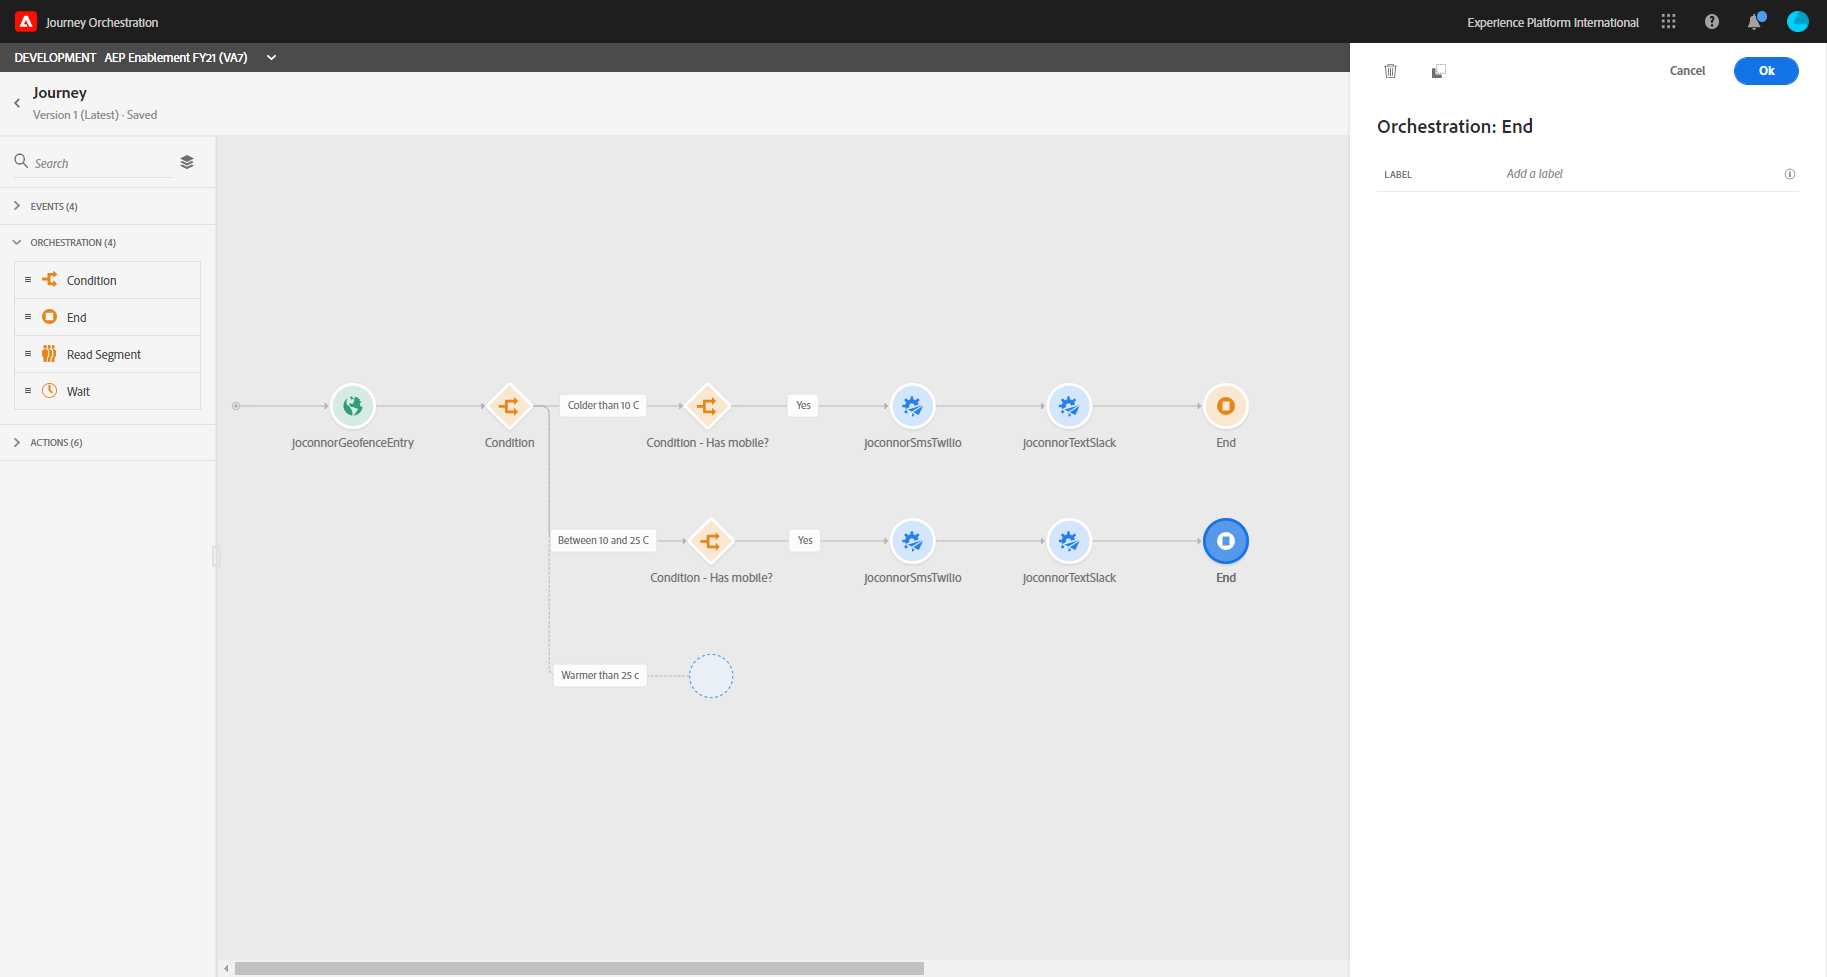 Journey Orchestration
Experience Platform International
DEVELOPMENT AEP Enablement FY21 (VA7)
Cancel
Ok
Journey
Version 1 (Latest) · Saved
Orchestration: End
Search
LABEL
Add a label
EVENTS (4)
ORCHESTRATION (4)
Condition
End
Read Segment
Wait
ACTIONS (6)
Colder than 10 C
Yes
joconnorGeofenceEntry
Condition
Condition - Has mobile?
joconnorSmsTwilio
joconnorTextSlack
End
Between 10 and 25 C
Yes
Condition - Has mobile?
joconnorSmsTwilio
joconnorTextSlack
End
Warmer than 25 c